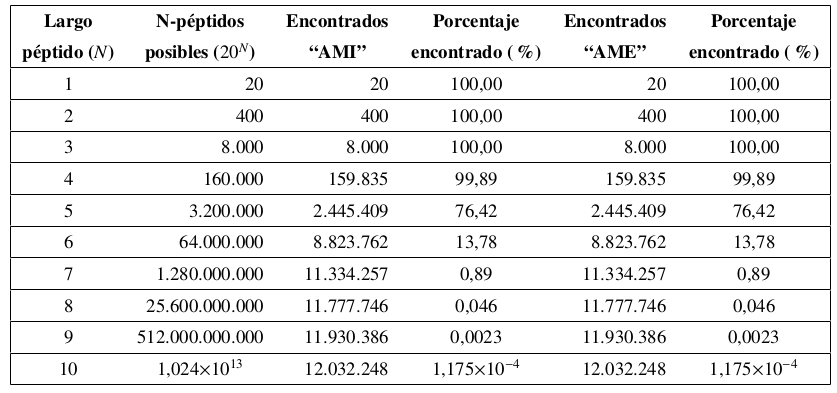 Largo N-péptidos Encontrados Porcentaje Encontrados Porcentaje
péptido (N) posibles (20^N) “AMI” encontrado ( %) “AME” encontrado ( %)
1 20 20 100,00 20 100,00
2 400 400 100,00 400 100,00
3 8.000 8.000 100,00 8.000 100,00
4 160.000 159.835 99,89 159.835 99,89
5 3.200.000 2.445.409 76,42 2.445.409 76,42
6 64.000.000 8.823.762 13,78 8.823.762 13,78
7 1.280.000.000 11.334.257 0,89 11.334.257 0,89
8 25.600.000.000 11.777.746 0,046 11.777.746 0,046
9 512.000.000.000 11.930.386 0,0023 11.930.386 0,0023
10 1,024×10^13 12.032.248 1,175×10^−4 12.032.248 1,175×10^−4